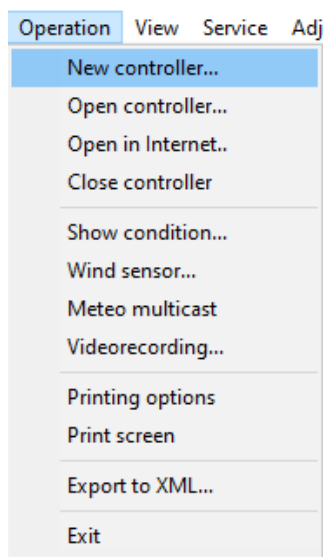 Operation View Service Adj
New controller...
Open controller...
Open in Internet..
Close controller
Show condition...
Wind sensor...
Meteo multicast
Videorecording...
Printing options
Print screen
Export to XML...
Exit